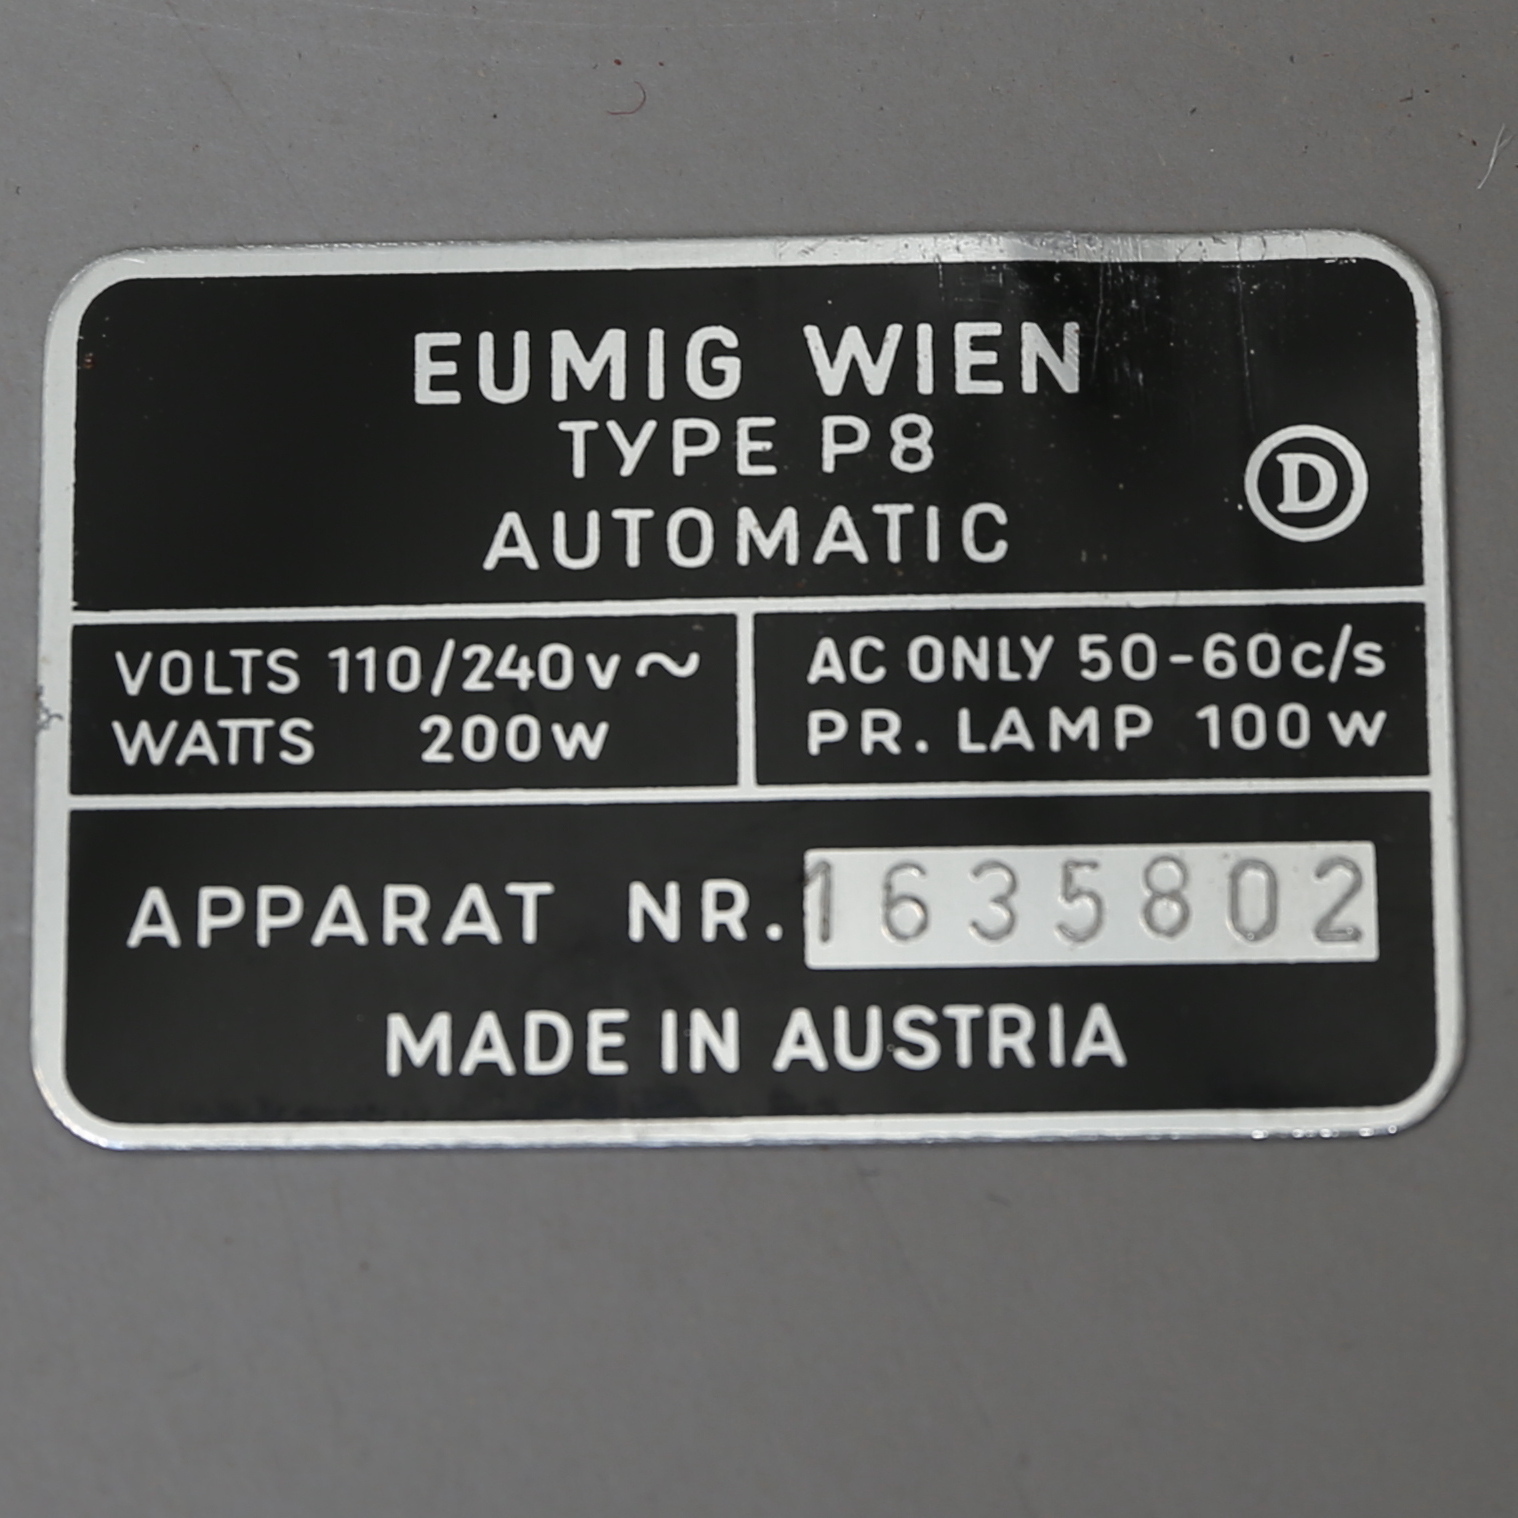 EUMIG WIEN
TYPE P8
AUTOMATIC
D
VOLTS 110/240v~
WATTS 200w
AC ONLY 50-60c/s
PR. LAMP 100w
APPARAT NR. 1635802
MADE IN AUSTRIA